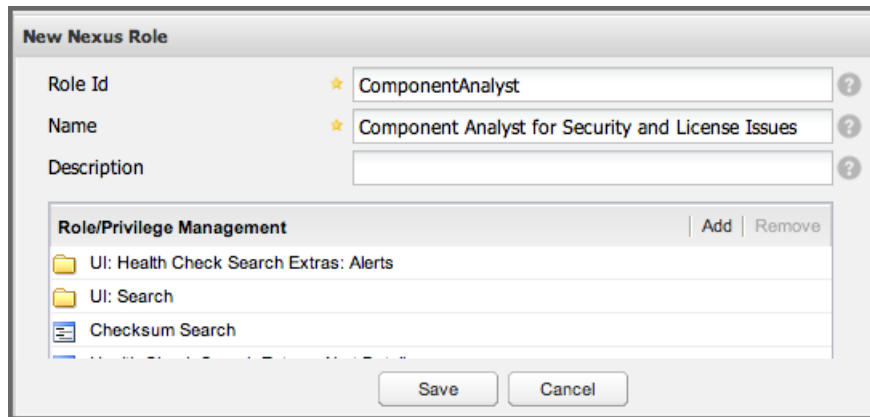 New Nexus Role
Role Id ComponentAnalyst
Name Component Analyst for Security and License Issues
Description
Role/Privilege Management Add Remove
UI: Health Check Search Extras: Alerts
UI: Search
Checksum Search
Save Cancel